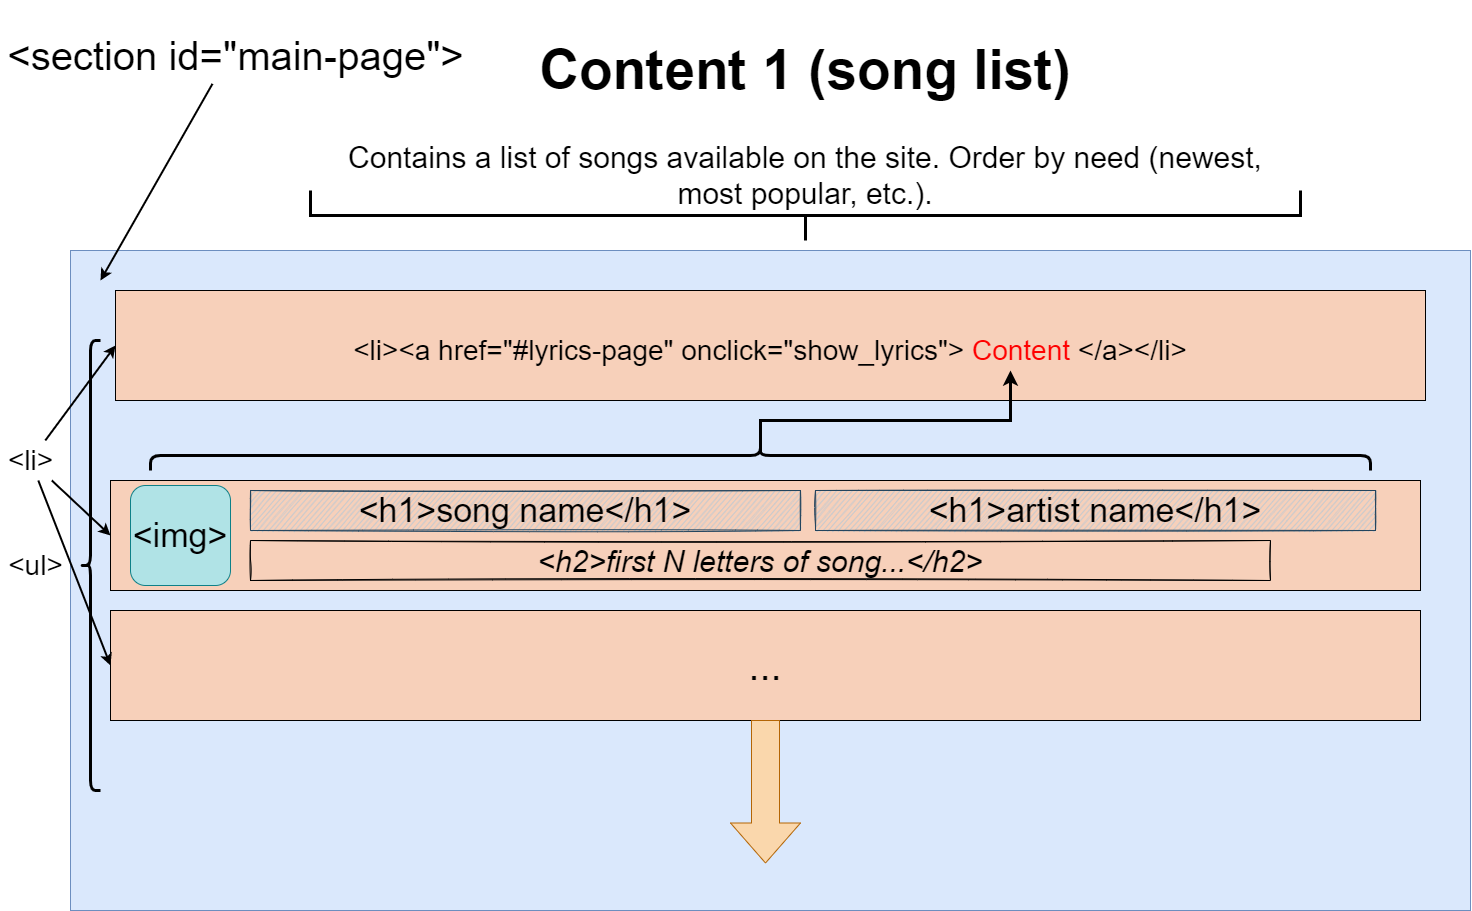 <section id="main-page">
Content 1 (song list)
Contains a list of songs available on the site. Order by need (newest,
most popular, etc.).
<li><a href="#lyrics-page" onclick="show_lyrics"> Content </a></li>
<li>
<img>
<h1>song name</h1>
<h1>artist name</h1>
<h2>first N letters of song...</h2>
<ul>
...